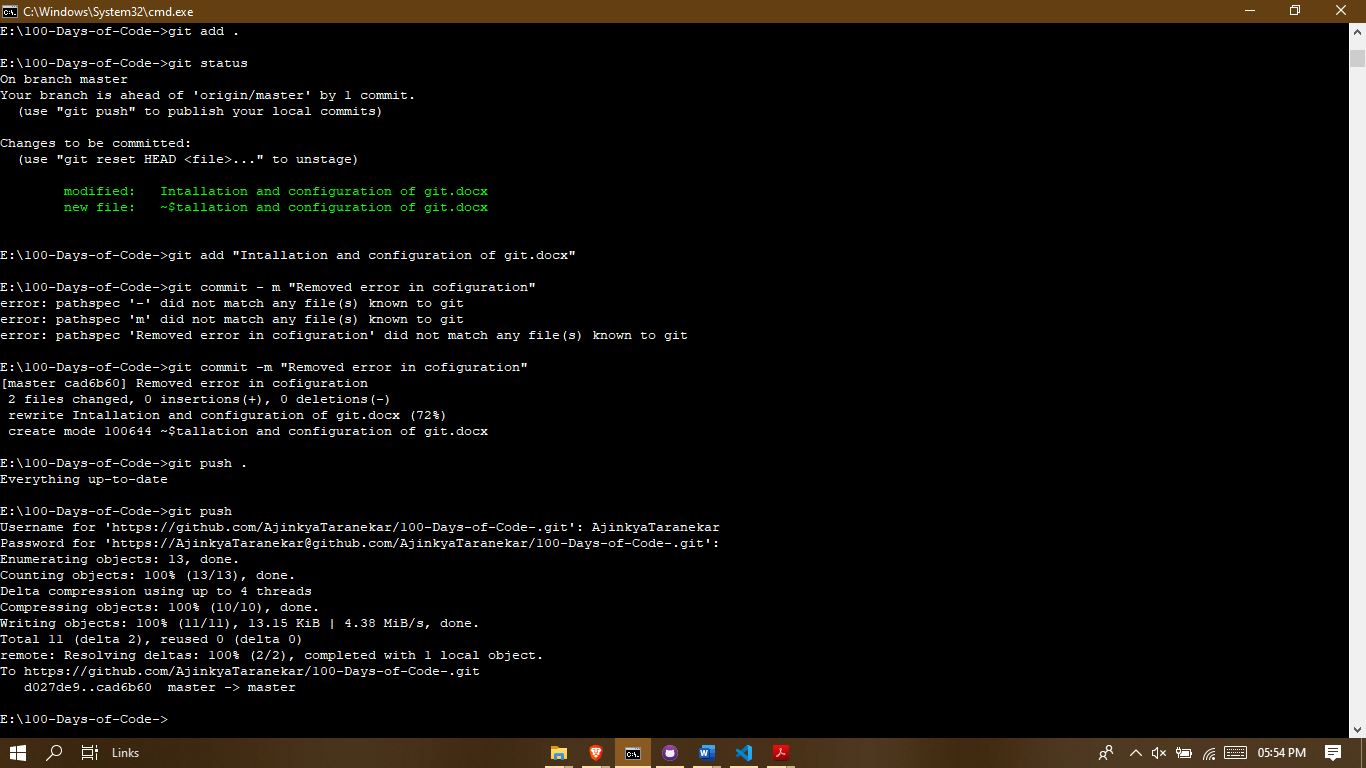 C:\Windows\System32\cmd.exe
E:\100-Days-of-Code->git add .
E:\100-Days-of-Code->git status
On branch master
Your branch is ahead of 'origin/master' by 1 commit.
  (use "git push" to publish your local commits)
Changes to be committed:
  (use "git reset HEAD <file>..." to unstage)
        modified:   Intallation and configuration of git.docx
        new file:   ~$tallation and configuration of git.docx
E:\100-Days-of-Code->git add "Intallation and configuration of git.docx"
E:\100-Days-of-Code->git commit - m "Removed error in cofiguration"
error: pathspec '-' did not match any file(s) known to git
error: pathspec 'm' did not match any file(s) known to git
error: pathspec 'Removed error in cofiguration' did not match any file(s) known to git
E:\100-Days-of-Code->git commit -m "Removed error in cofiguration"
[master cad6b60] Removed error in cofiguration
 2 files changed, 0 insertions(+), 0 deletions(-)
 rewrite Intallation and configuration of git.docx (72%)
 create mode 100644 ~$tallation and configuration of git.docx
E:\100-Days-of-Code->git push .
Everything up-to-date
E:\100-Days-of-Code->git push
Username for 'https://github.com/AjinkyaTaranekar/100-Days-of-Code-.git': AjinkyaTaranekar
Password for 'https://AjinkyaTaranekar@github.com/AjinkyaTaranekar/100-Days-of-Code-.git':
Enumerating objects: 13, done.
Counting objects: 100% (13/13), done.
Delta compression using up to 4 threads
Compressing objects: 100% (10/10), done.
Writing objects: 100% (11/11), 13.15 KiB | 4.38 MiB/s, done.
Total 11 (delta 2), reused 0 (delta 0)
remote: Resolving deltas: 100% (2/2), completed with 1 local object.
To https://github.com/AjinkyaTaranekar/100-Days-of-Code-.git
   d027de9..cad6b60  master -> master
E:\100-Days-of-Code->
Links
05:54 PM